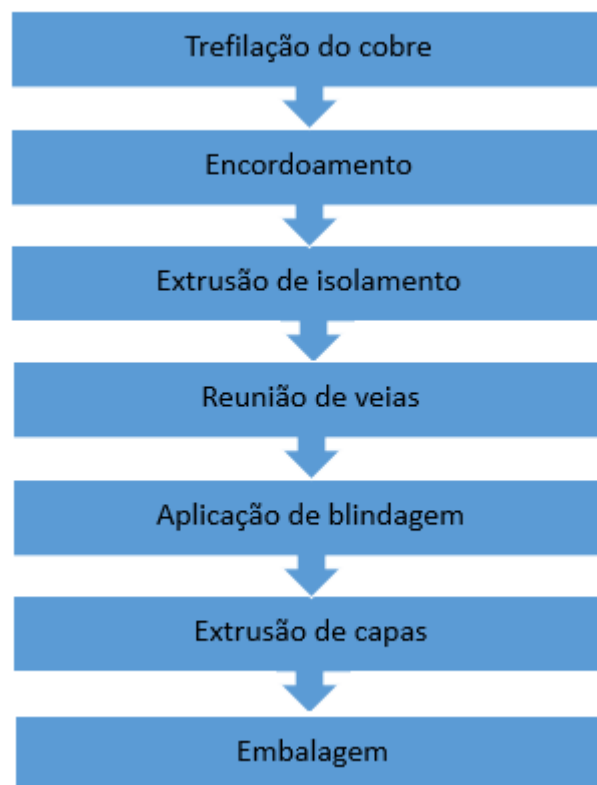 Trefilação do cobre
Encordoamento
Extrusão de isolamento
Reunião de veias
Aplicação de blindagem
Extrusão de capas
Embalagem